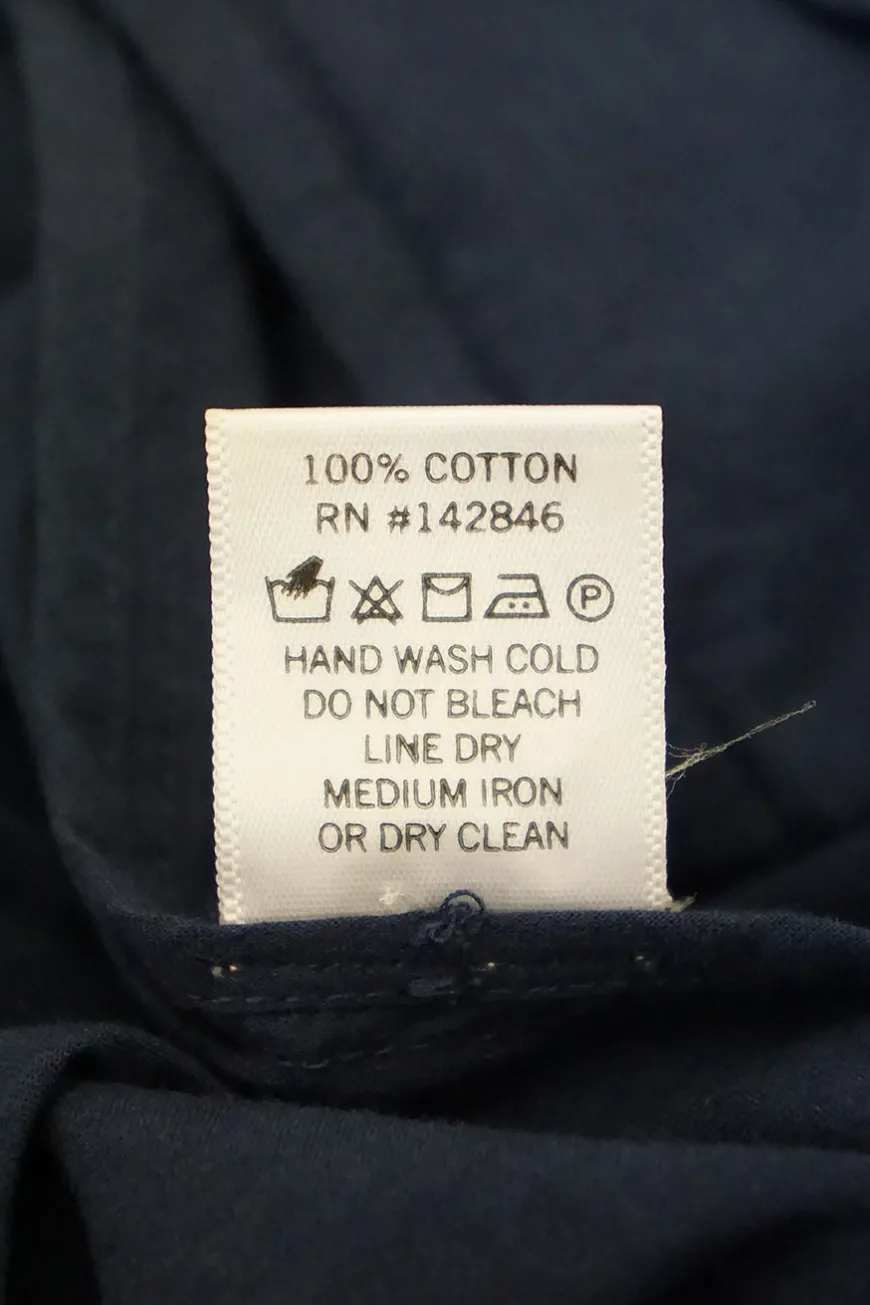 100% COTTON
RN #142846
P
HAND WASH COLD
DO NOT BLEACH
LINE DRY
MEDIUM IRON
OR DRY CLEAN